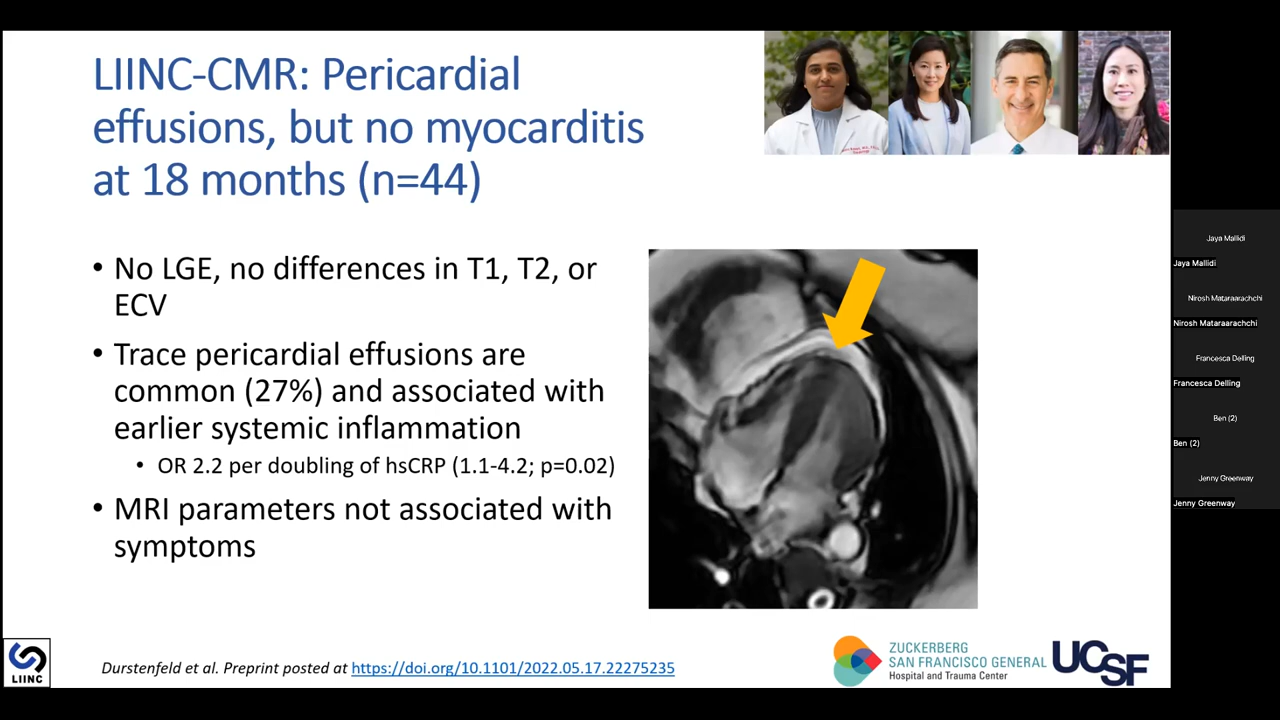 LIINC-CMR: Pericardial
effusions, but no myocarditis
at 18 months (n=44)
• No LGE, no differences in T1, T2, or
ECV
• Trace pericardial effusions are
common (27%) and associated with
earlier systemic inflammation
• OR 2.2 per doubling of hsCRP (1.1-4.2; p=0.02)
• MRI parameters not associated with
symptoms
Jaya Mallidi
Jaya Mallidi
Nirosh Mataraarachchi
Nirosh Mataraarachchi
Francesca Delling
Francesca Delling
Ben (2)
Ben (2)
Jenny Greenway
Jenny Greenway
LIINC
Durstenfeld et al. Preprint posted at https://doi.org/10.1101/2022.05.17.22275235
ZUCKERBERG
SAN FRANCISCO GENERAL
Hospital and Trauma Center
UCSF